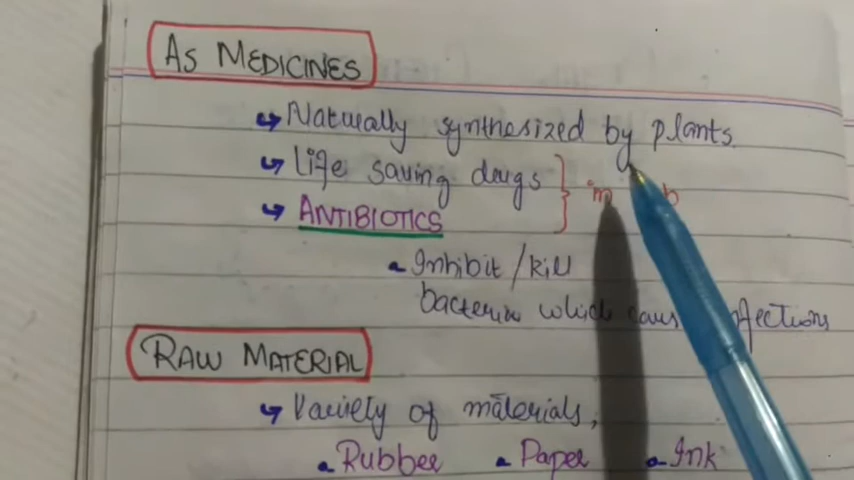 AS MEDICINES
↪ Naturally synthesized by plants.
↪ Life saving drugs
↪ ANTIBIOTICS
• Inhibit / kill
bacteria which
RAW MATERIAL
↪ Variety of materials,
• Rubber • Paper • Ink